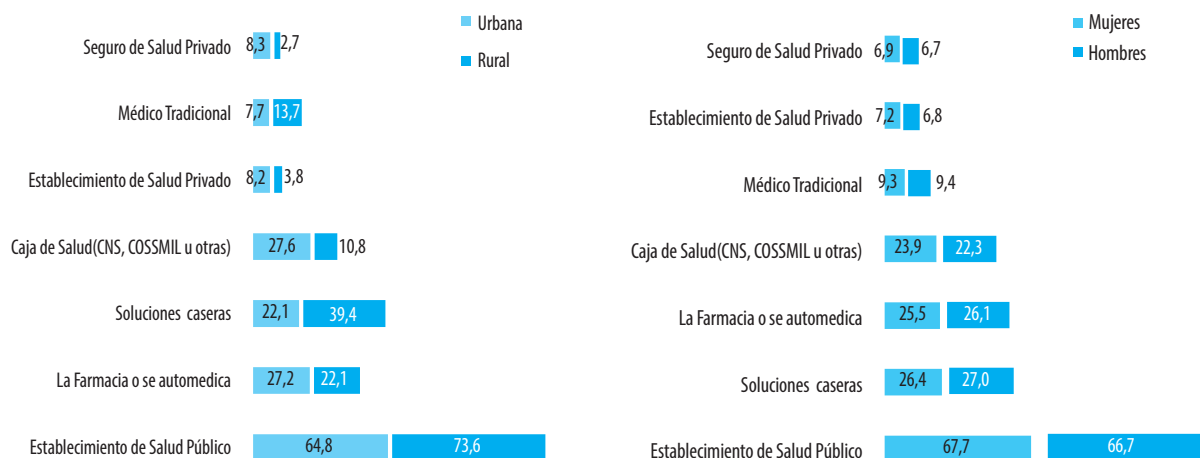 Urbana
Rural
Seguro de Salud Privado 8,3 2,7
Médico Tradicional 7,7 13,7
Establecimiento de Salud Privado 8,2 3,8
Caja de Salud(CNS, COSSMIL u otras) 27,6 10,8
Soluciones caseras 22,1 39,4
La Farmacia o se automedica 27,2 22,1
Establecimiento de Salud Público 64,8 73,6
Mujeres
Hombres
Seguro de Salud Privado 6,9 6,7
Establecimiento de Salud Privado 7,2 6,8
Médico Tradicional 9,3 9,4
Caja de Salud(CNS, COSSMIL u otras) 23,9 22,3
La Farmacia o se automedica 25,5 26,1
Soluciones caseras 26,4 27,0
Establecimiento de Salud Público 67,7 66,7